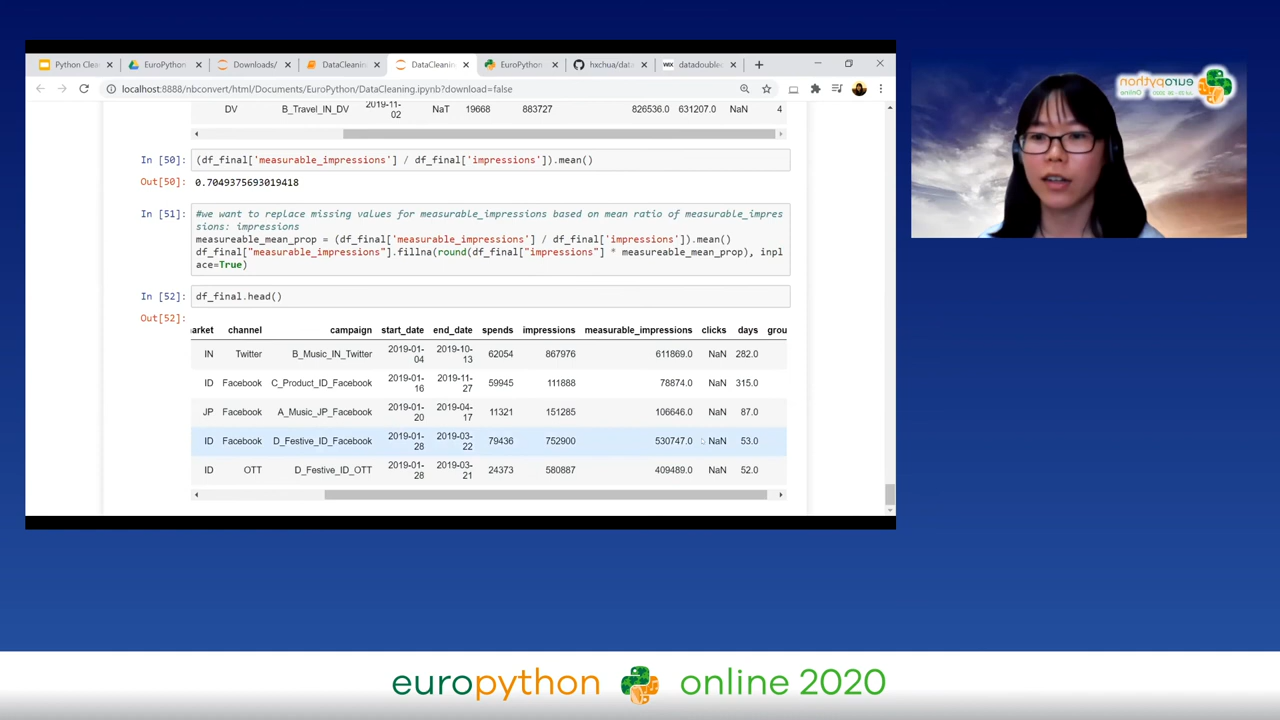 Python Clea
EuroPython
Downloads/
DataCleanin
DataCleanin
EuroPython
hxchua/data
WIX datadouble
localhost:8888/nbconvert/html/Documents/EuroPython/DataCleaning.ipynb?download=false
DV B_Travel_IN_DV 2019-11-02 NaT 19668 883727 826536.0 631207.0 NaN 4
In [50]: (df_final['measurable_impressions'] / df_final['impressions']).mean()
Out[50]: 0.7049375693019418
In [51]: #we want to replace missing values for measurable_impressions based on mean ratio of measurable_impres
sions: impressions
measureable_mean_prop = (df_final['measurable_impressions'] / df_final['impressions']).mean()
df_final["measurable_impressions"].fillna(round(df_final["impressions"] * measureable_mean_prop), inpl
ace=True)
In [52]: df_final.head()
Out[52]:
arket channel campaign start_date end_date spends impressions measurable_impressions clicks days grou
IN Twitter B_Music_IN_Twitter 2019-01-04 2019-10-13 62054 867976 611869.0 NaN 282.0
ID Facebook C_Product_ID_Facebook 2019-01-16 2019-11-27 59945 111888 78874.0 NaN 315.0
JP Facebook A_Music_JP_Facebook 2019-01-20 2019-04-17 11321 151285 106646.0 NaN 87.0
ID Facebook D_Festive_ID_Facebook 2019-01-28 2019-03-22 79436 752900 530747.0 NaN 53.0
ID OTT D_Festive_ID_OTT 2019-01-28 2019-03-21 24373 580887 409489.0 NaN 52.0
europython
europython online 2020